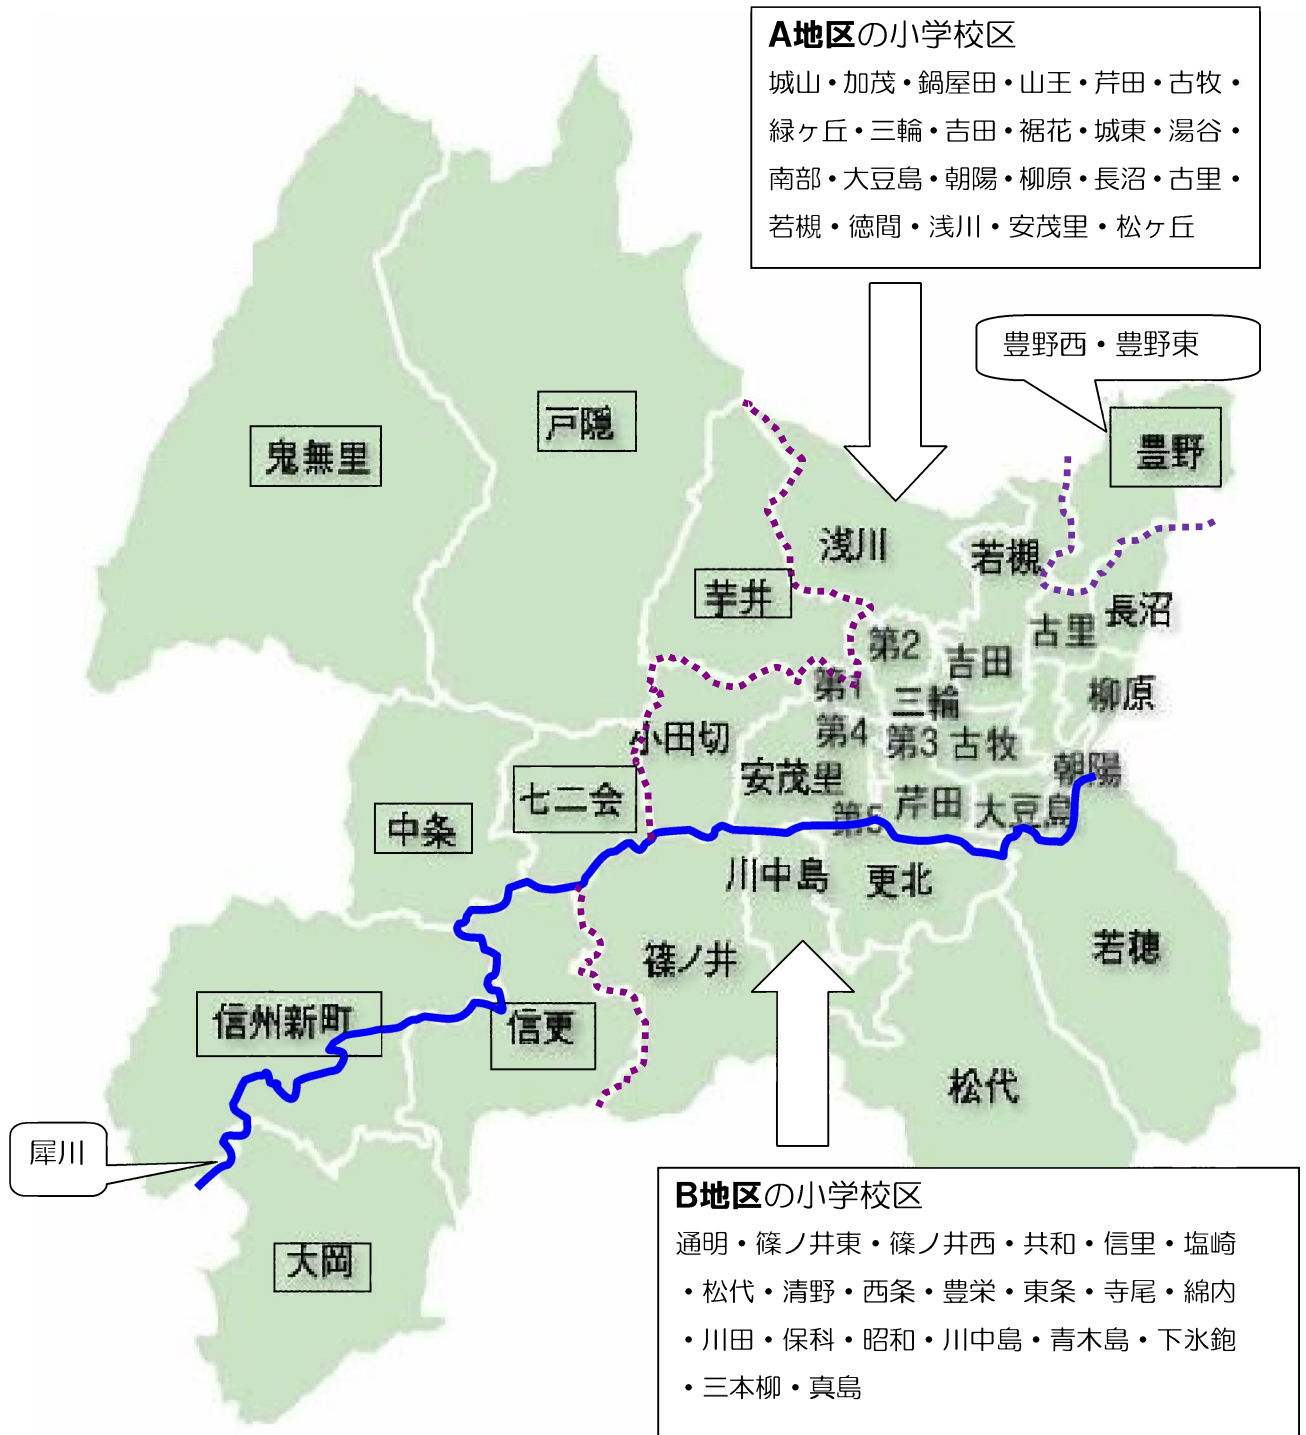 A地区の小学校区
城山・加茂・鍋屋田・山王・芹田・古牧・
緑ヶ丘・三輪・吉田・裾花・城東・湯谷・
南部・大豆島・朝陽・柳原・長沼・古里・
若槻・徳間・浅川・安茂里・松ヶ丘
豊野西・豊野東
豊野
戸隠
鬼無里
浅川
若槻
芋井
長沼
古里
第2
吉田
第1
柳原
三輪
小田切
第4
第3
古牧
朝陽
安茂里
七二会
芹田
大豆島
第5
中条
川中島
更北
若穂
篠ノ井
信州新町
信更
松代
犀川
大岡
B地区の小学校区
通明・篠ノ井東・篠ノ井西・共和・信里・塩崎
・松代・清野・西条・豊栄・東条・寺尾・綿内
・川田・保科・昭和・川中島・青木島・下氷鉋
・三本柳・真島